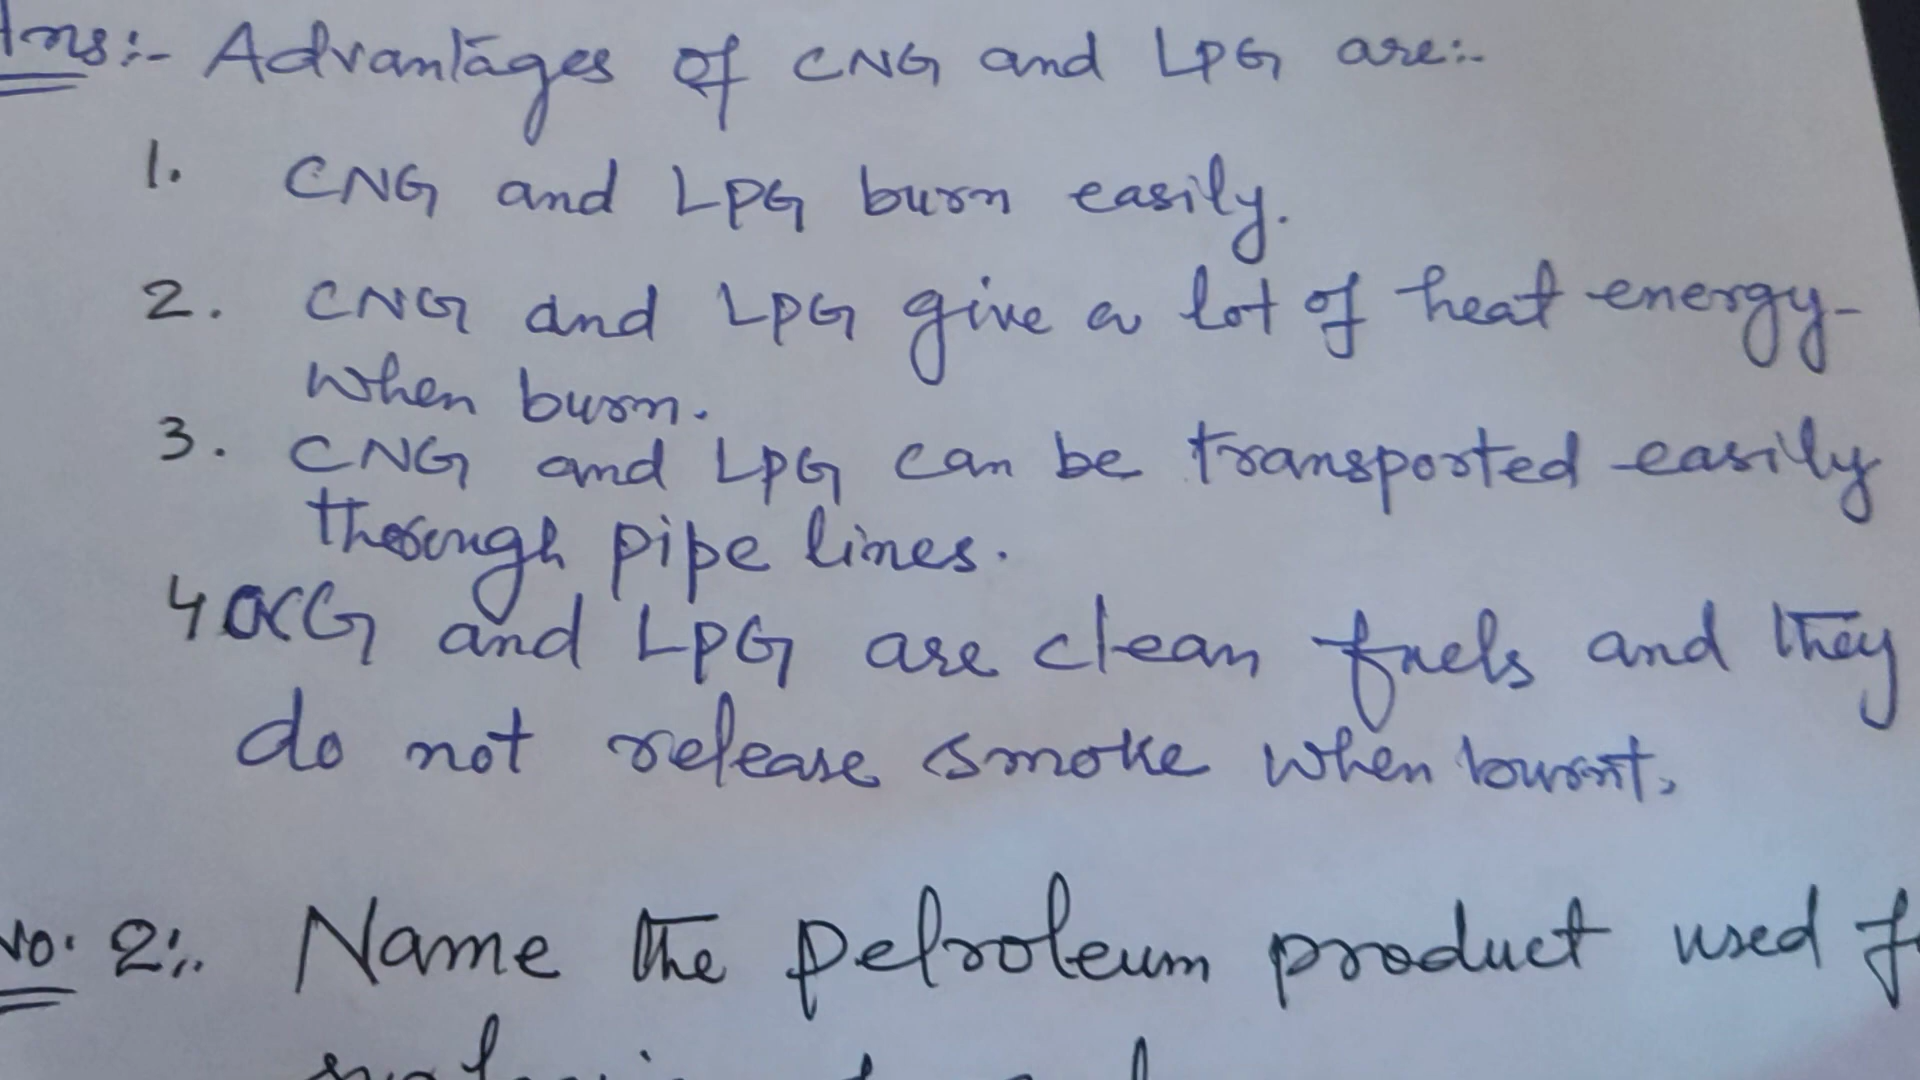 Ans:- Advantages of CNG and LPG are:-
1. CNG and LPG burn easily.
2. CNG and LPG give a lot of heat energy-
when burn.
3. CNG and LPG can be transported easily
through pipe lines.
4 CG and LPG are clean fuels and they
do not release smoke when burnt.
No. 2:. Name the petroleum product used